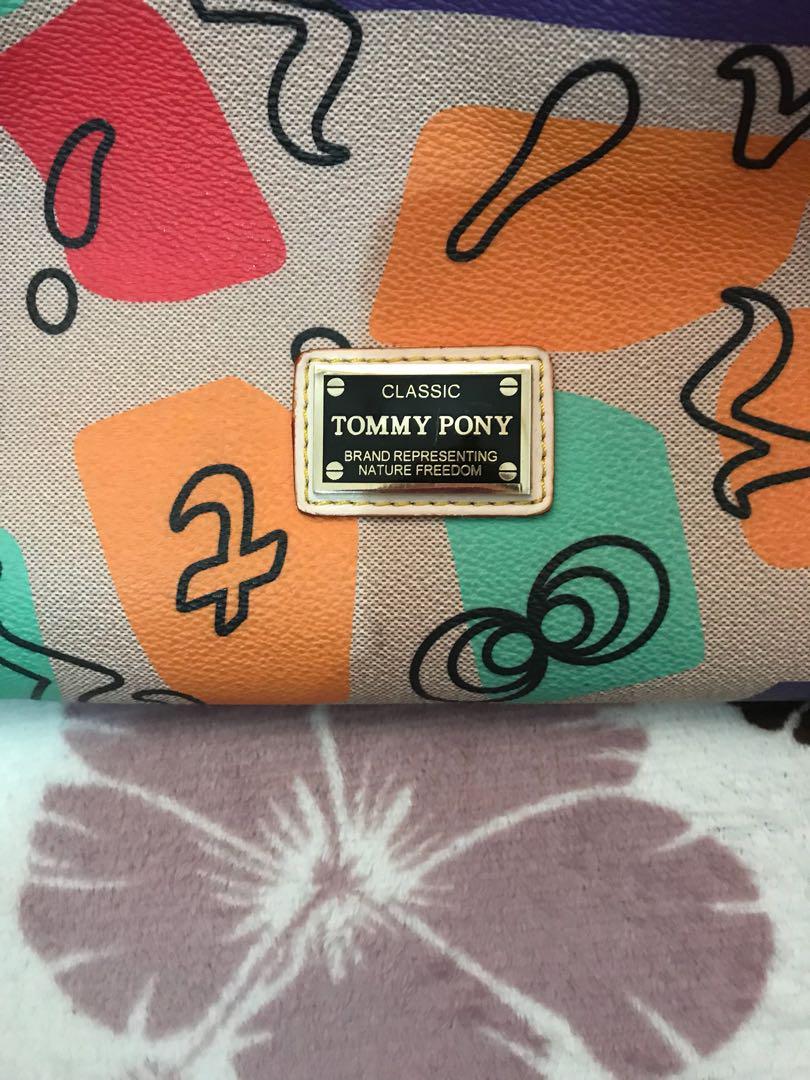 CLASSIC
TOMMY PONY
BRAND REPRESENTING
NATURE FREEDOM